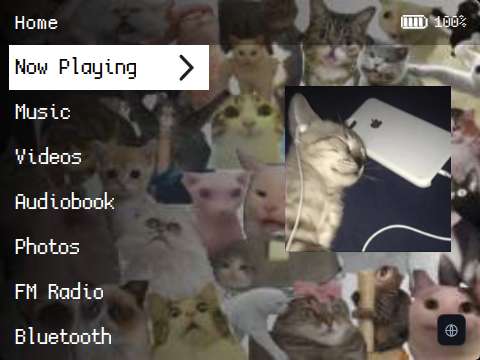 Home
100%
Now Playing
Music
Videos
Audiobook
Photos
FM Radio
Bluetooth